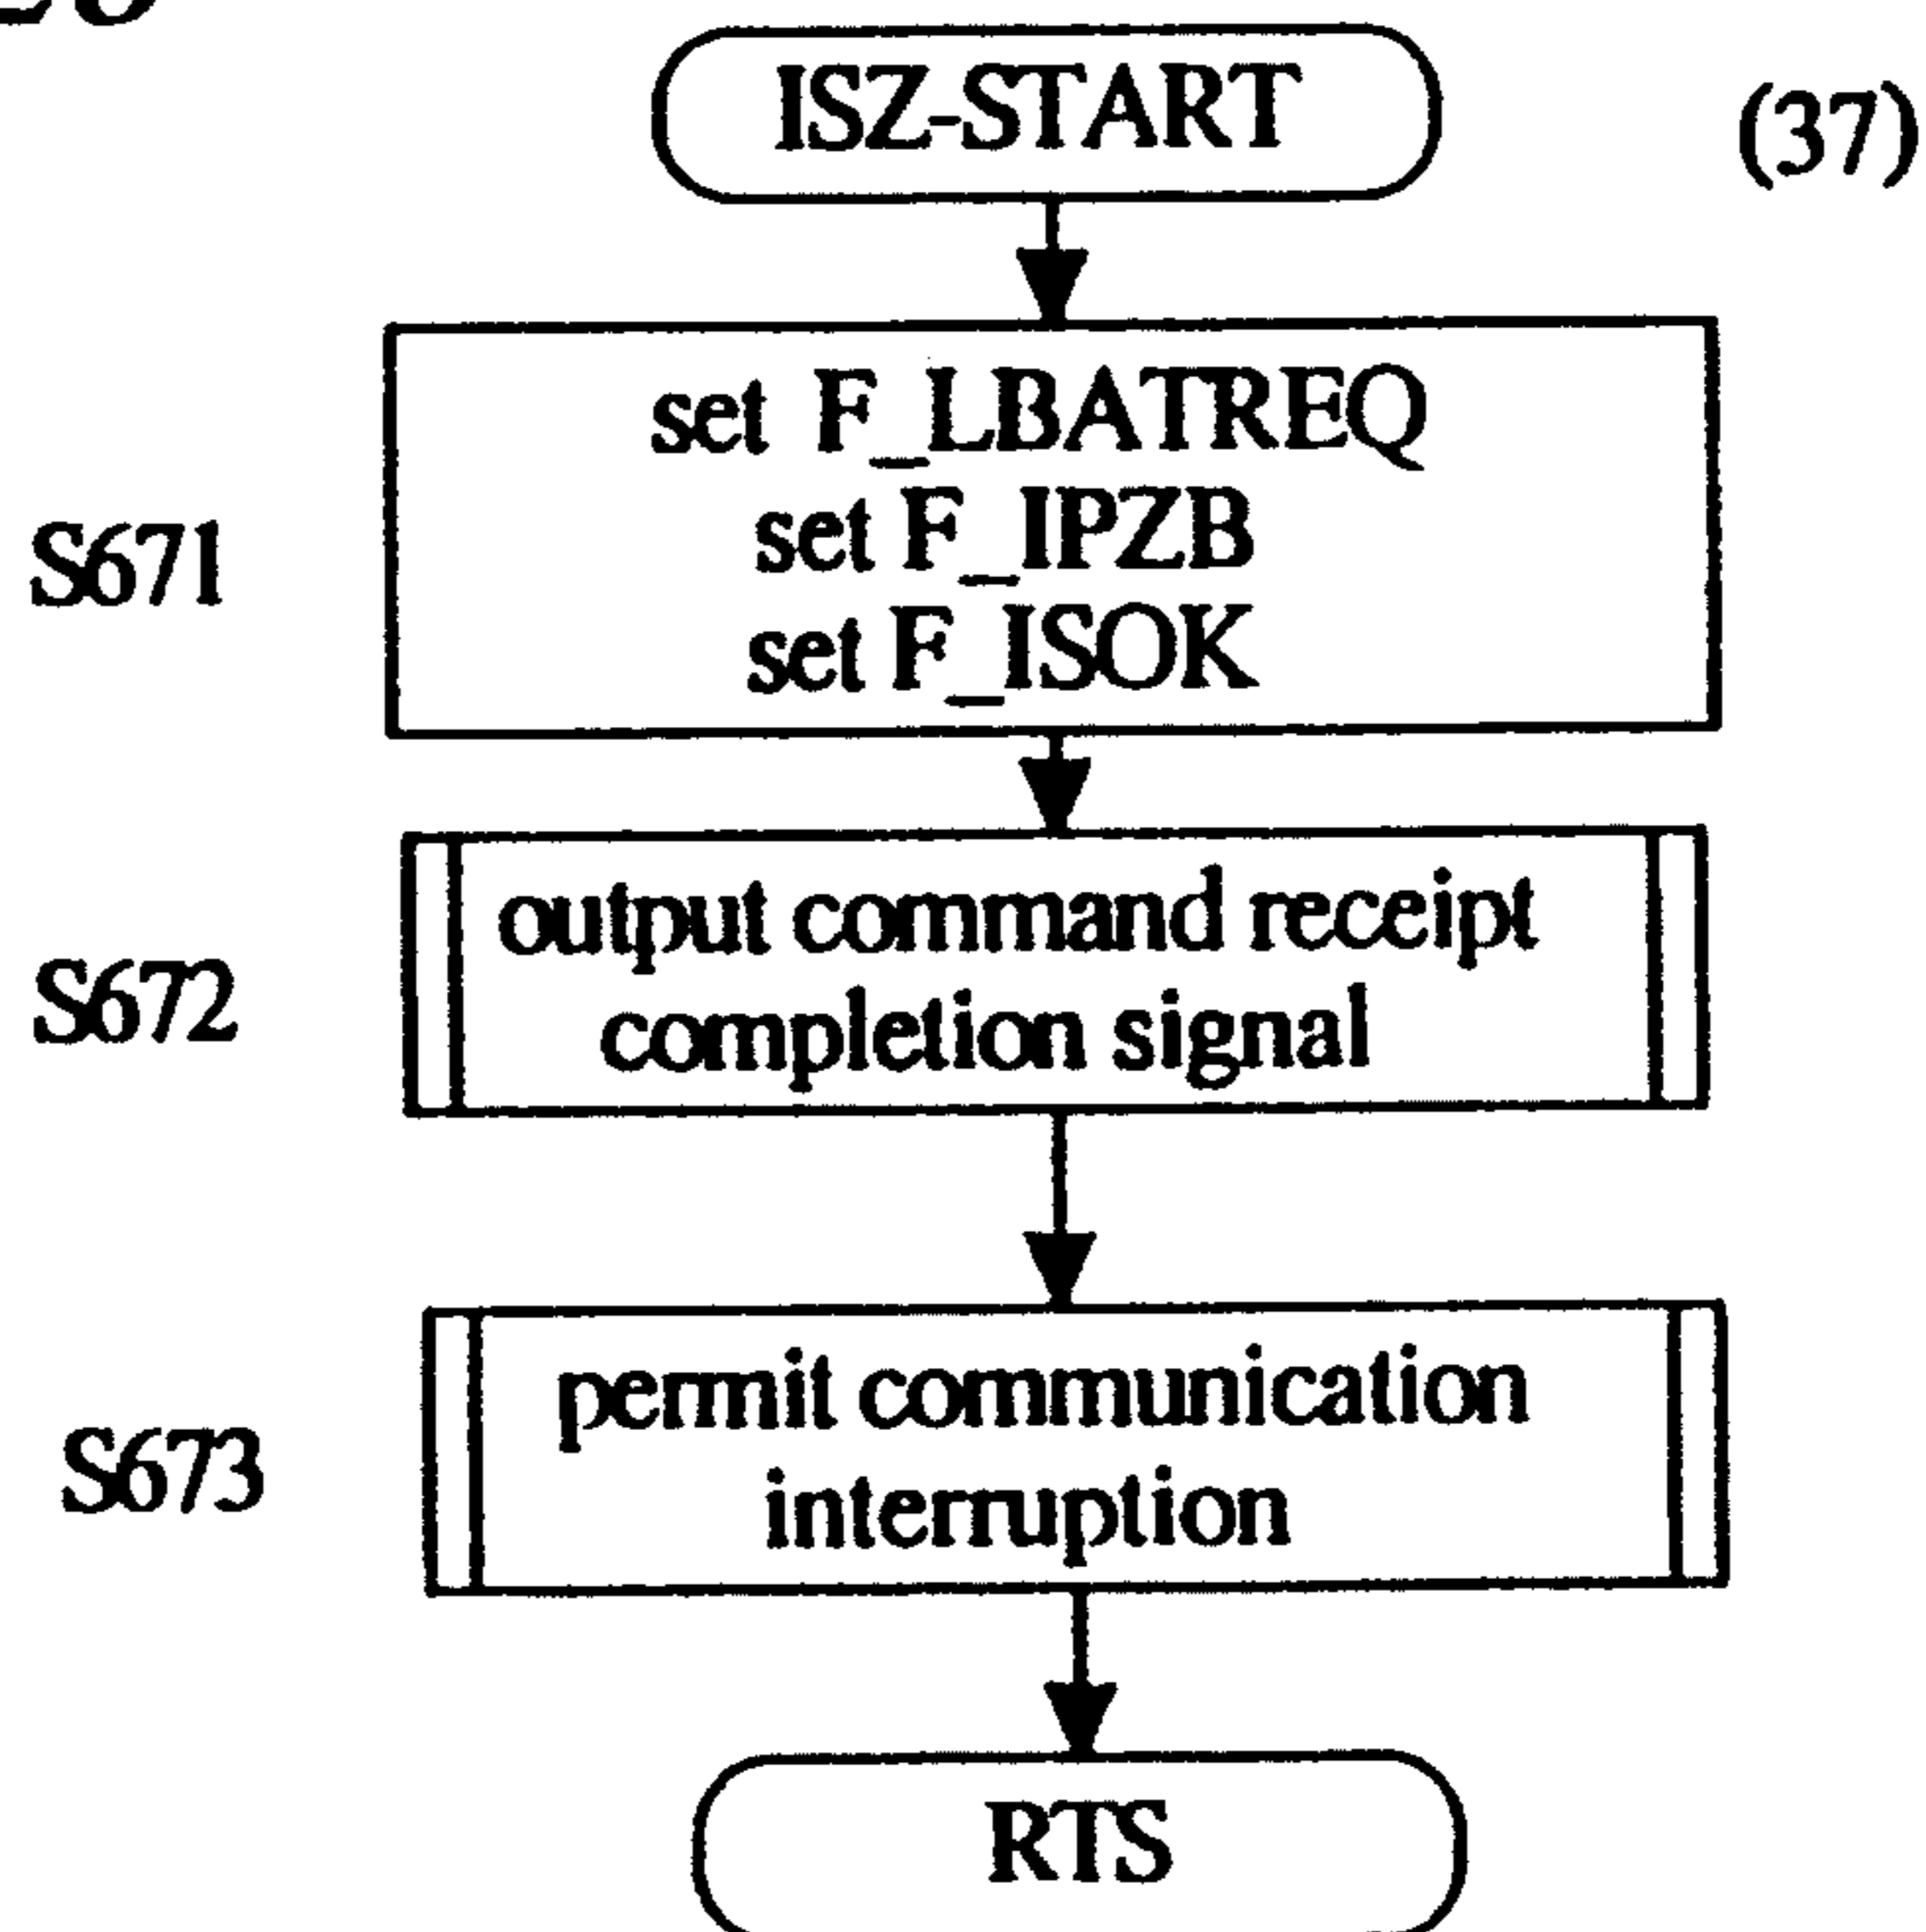 ISZ-START
(37)
set F_LBATREQ
set F_IPZB
set F_ISOK
S671
output command receipt
completion signal
S672
permit communication
interruption
S673
RTS